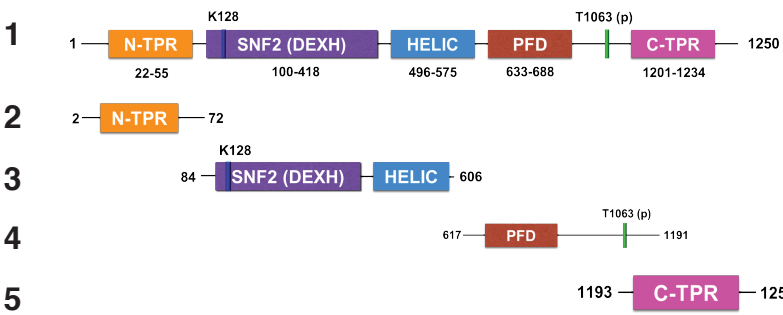 K128 T1063 (p)
1 1 N-TPR SNF2 (DEXH) HELIC PFD C-TPR 1250
22-55 100-418 496-575 633-688 1201-1234
2 2 N-TPR 72
K128
3 84 SNF2 (DEXH) HELIC 606
T1063 (p)
4 617 PFD 1191
5 1193 C-TPR 125